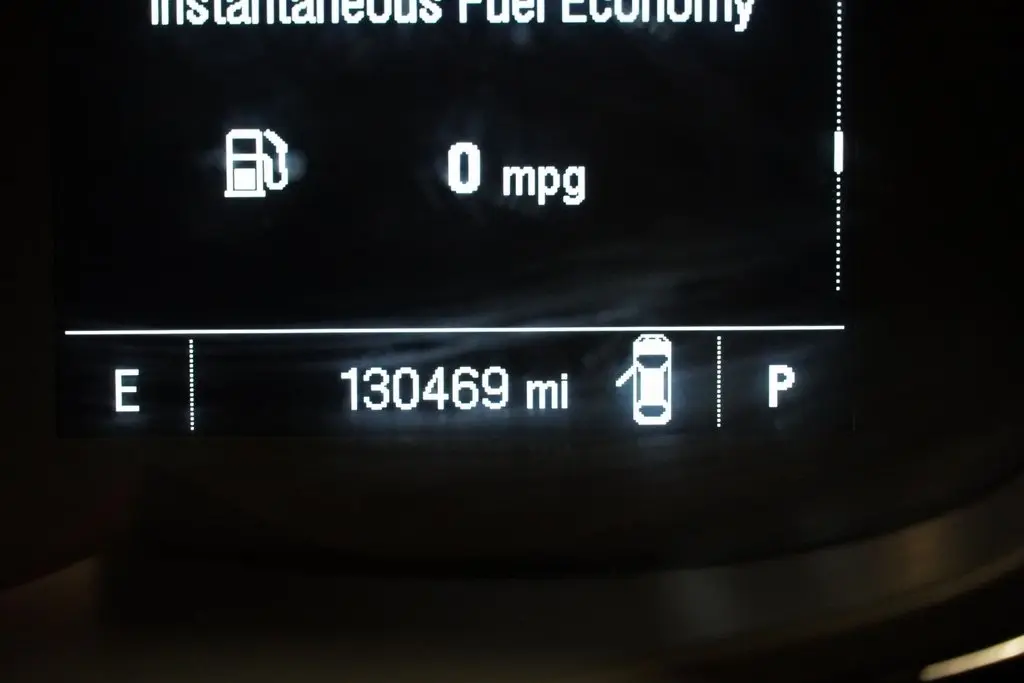 Instantaneous Fuel Economy
0 mpg
E 130469 mi P